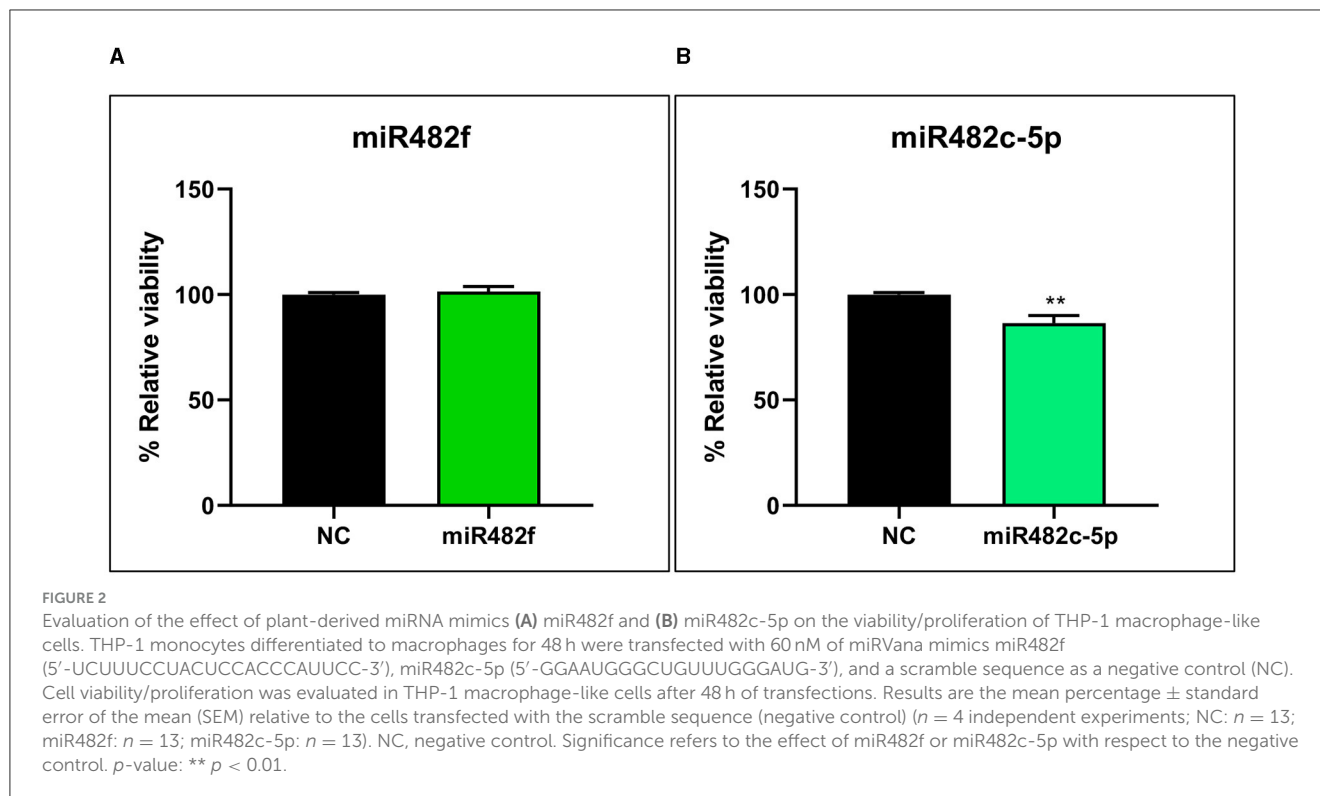 A
B
miR482f
miR482c-5p
% Relative viability
150
100
50
0
NC
miR482f
% Relative viability
150
100
50
0
**
NC
miR482c-5p
FIGURE 2
Evaluation of the effect of plant-derived miRNA mimics (A) miR482f and (B) miR482c-5p on the viability/proliferation of THP-1 macrophage-like
cells. THP-1 monocytes differentiated to macrophages for 48 h were transfected with 60 nM of miRVana mimics miR482f
(5′-UCUUUCCUACUCCACCCAUUCC-3′), miR482c-5p (5′-GGAAUGGGCUGUUUGGGAUG-3′), and a scramble sequence as a negative control (NC).
Cell viability/proliferation was evaluated in THP-1 macrophage-like cells after 48 h of transfections. Results are the mean percentage ± standard
error of the mean (SEM) relative to the cells transfected with the scramble sequence (negative control) (n = 4 independent experiments; NC: n = 13;
miR482f: n = 13; miR482c-5p: n = 13). NC, negative control. Significance refers to the effect of miR482f or miR482c-5p with respect to the negative
control. p-value: ** p < 0.01.